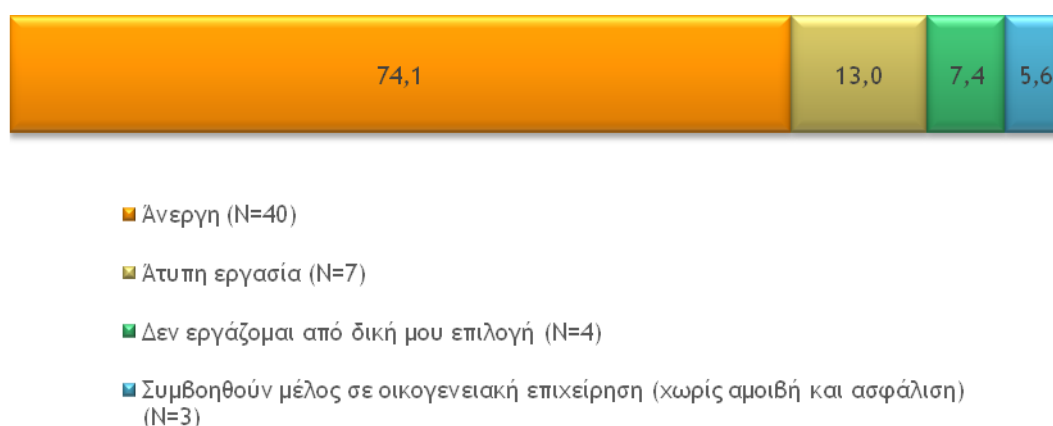 74,1 13,0 7,4 5,6
Άνεργη (N=40)
Άτυπη εργασία (N=7)
Δεν εργάζομαι από δική μου επιλογή (N=4)
Συμβοηθούν μέλος σε οικογενειακή επιχείρηση (χωρίς αμοιβή και ασφάλιση)
(N=3)